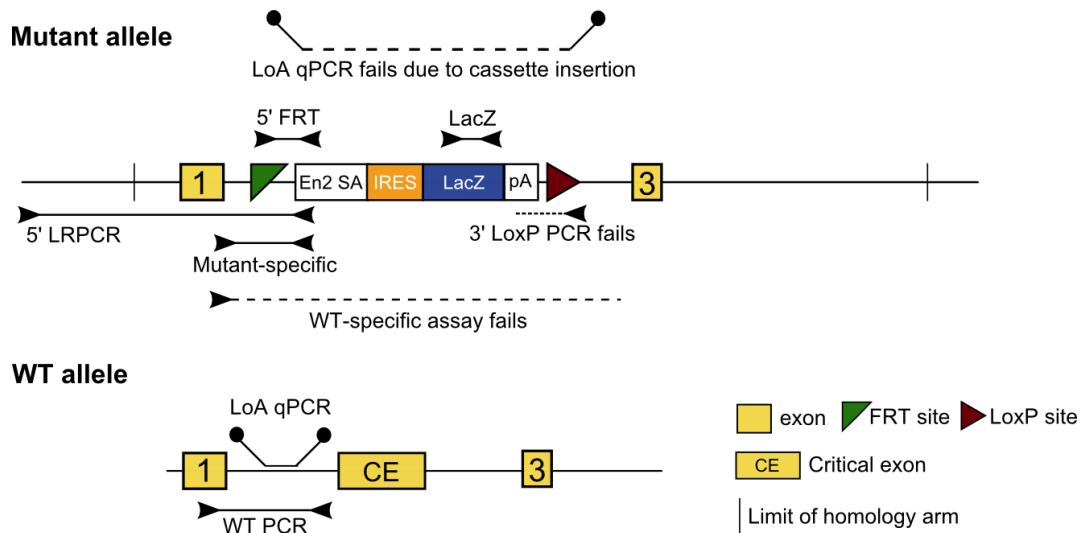 Mutant allele
LoA qPCR fails due to cassette insertion
5' FRT
LacZ
1
En2 SA
IRES
LacZ
pA
3
5' LRPCR
3' LoxP PCR fails
Mutant-specific
WT-specific assay fails
WT allele
LoA qPCR
1
CE
3
WT PCR
exon
FRT site
LoxP site
CE
Critical exon
Limit of homology arm